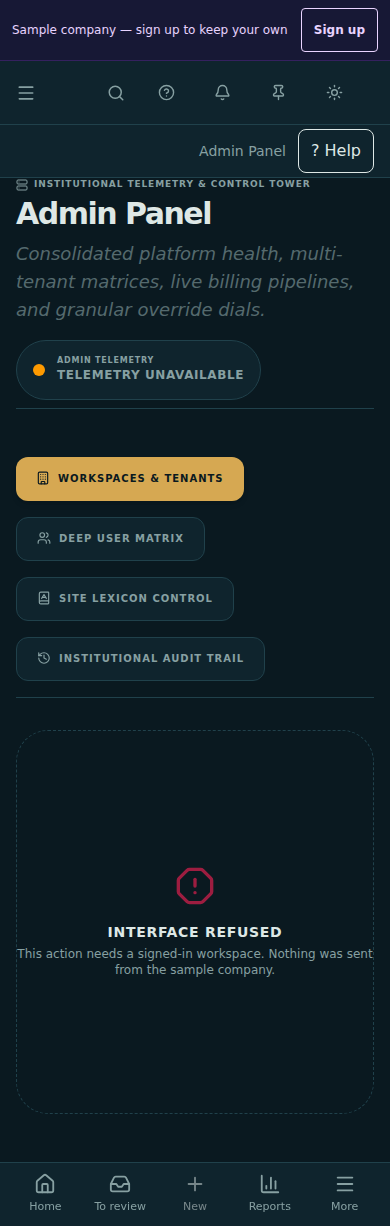 Sample company — sign up to keep your own
Sign up
Admin Panel
? Help
INSTITUTIONAL TELEMETRY & CONTROL TOWER
Admin Panel
Consolidated platform health, multi-
tenant matrices, live billing pipelines,
and granular override dials.
ADMIN TELEMETRY
TELEMETRY UNAVAILABLE
WORKSPACES & TENANTS
DEEP USER MATRIX
SITE LEXICON CONTROL
INSTITUTIONAL AUDIT TRAIL
INTERFACE REFUSED
This action needs a signed-in workspace. Nothing was sent
from the sample company.
Home
To review
New
Reports
More